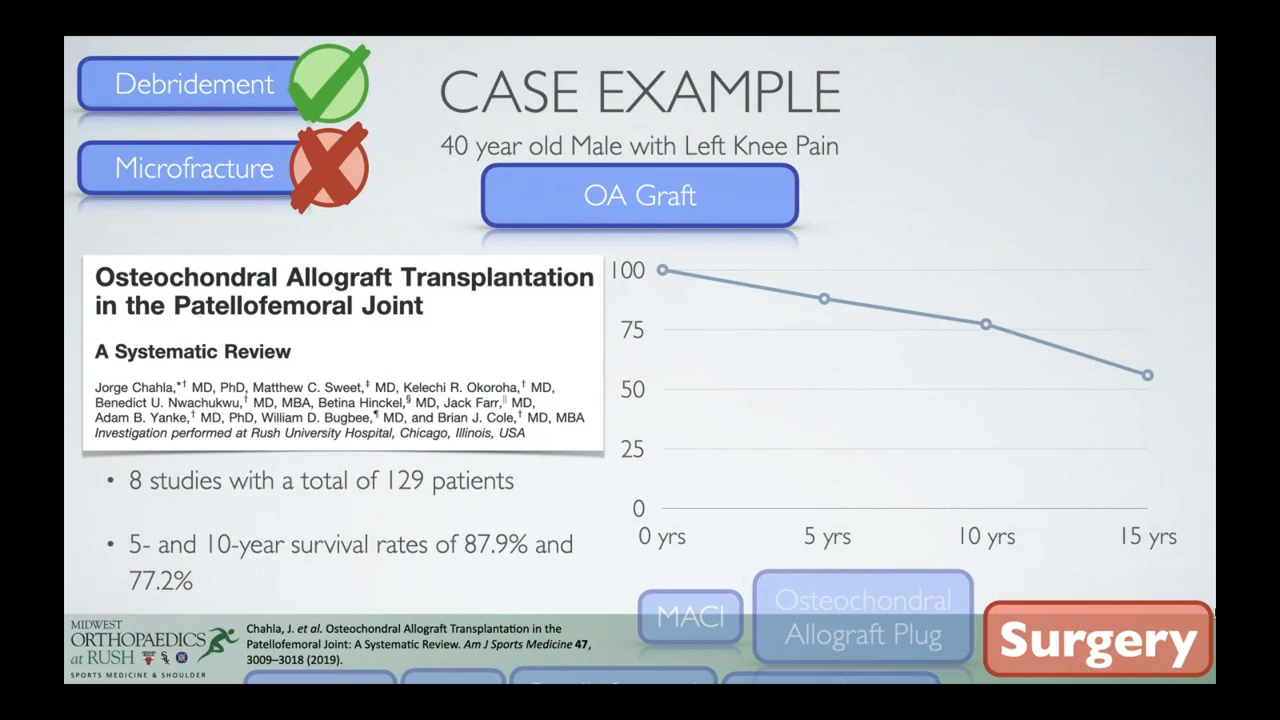 Debridement
Microfracture
CASE EXAMPLE
40 year old Male with Left Knee Pain
OA Graft
Osteochondral Allograft Transplantation
in the Patellofemoral Joint
A Systematic Review
Jorge Chahla,*† MD, PhD, Matthew C. Sweet,‡ MD, Kelechi R. Okoroha,† MD,
Benedict U. Nwachukwu,† MD, MBA, Betina Hinckel,§ MD, Jack Farr,|| MD,
Adam B. Yanke,† MD, PhD, William D. Bugbee,¶ MD, and Brian J. Cole,† MD, MBA
Investigation performed at Rush University Hospital, Chicago, Illinois, USA
• 8 studies with a total of 129 patients
• 5- and 10-year survival rates of 87.9% and
77.2%
100
75
50
25
0
0 yrs
5 yrs
10 yrs
15 yrs
MACI
Osteochondral
Allograft Plug
Surgery
MIDWEST
ORTHOPAEDICS
at RUSH
SPORTS MEDICINE & SHOULDER
Chahla, J. et al. Osteochondral Allograft Transplantation in the
Patellofemoral Joint: A Systematic Review. Am J Sports Medicine 47,
3009–3018 (2019).